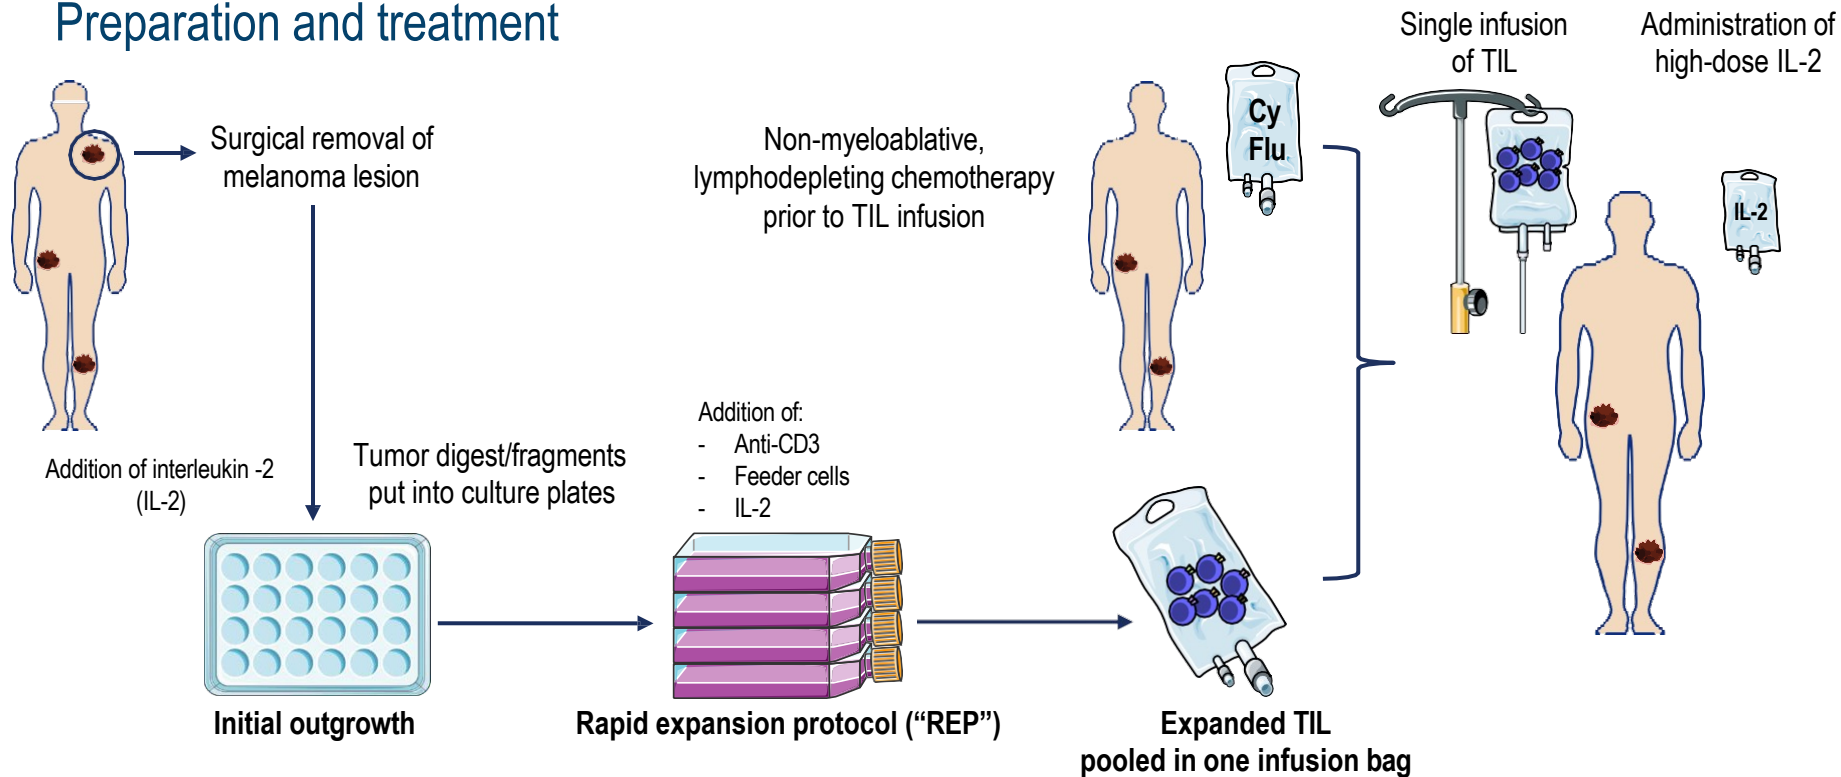 Preparation and treatment
Surgical removal of
melanoma lesion
Addition of interleukin -2
(IL-2)
Tumor digest/fragments
put into culture plates
Initial outgrowth
Addition of:
- Anti-CD3
- Feeder cells
- IL-2
Rapid expansion protocol (“REP”)
Non-myeloablative,
lymphodepleting chemotherapy
prior to TIL infusion
Cy
Flu
Expanded TIL
pooled in one infusion bag
Single infusion
of TIL
Administration of
high-dose IL-2
IL-2